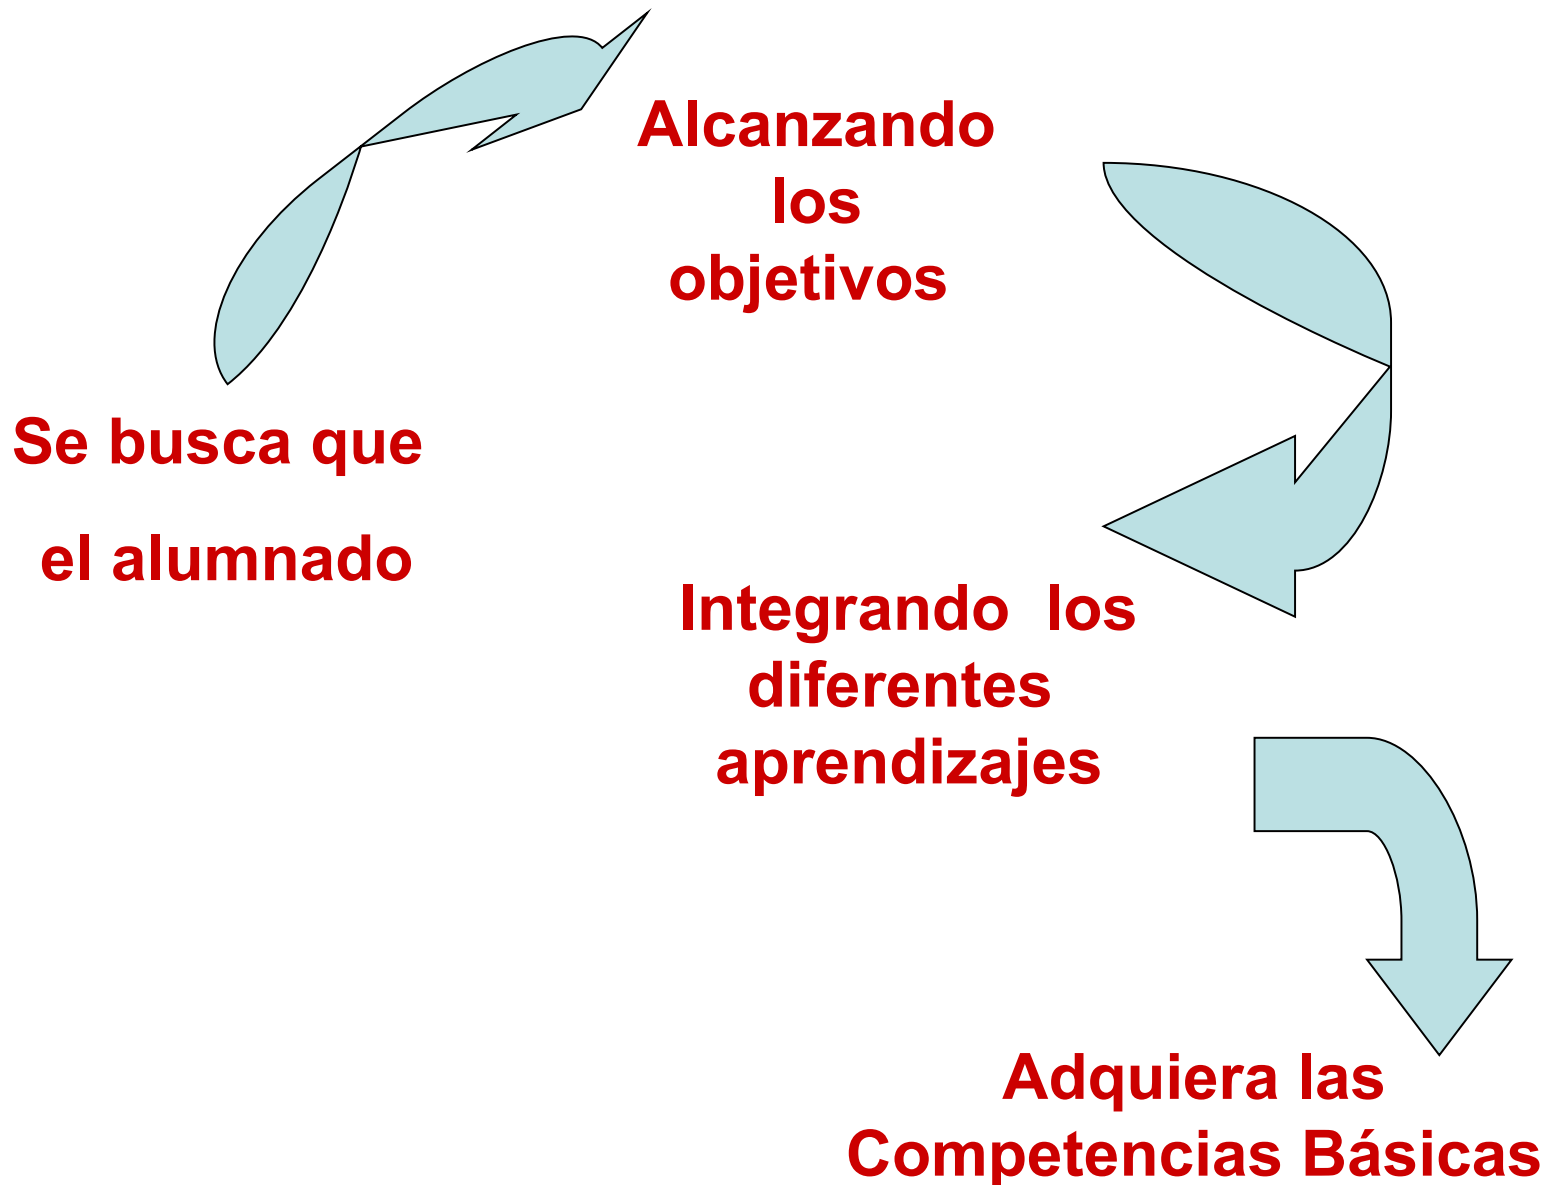 Se busca que
el alumnado
Alcanzando
los
objetivos
Integrando los
diferentes
aprendizajes
Adquiera las
Competencias Básicas